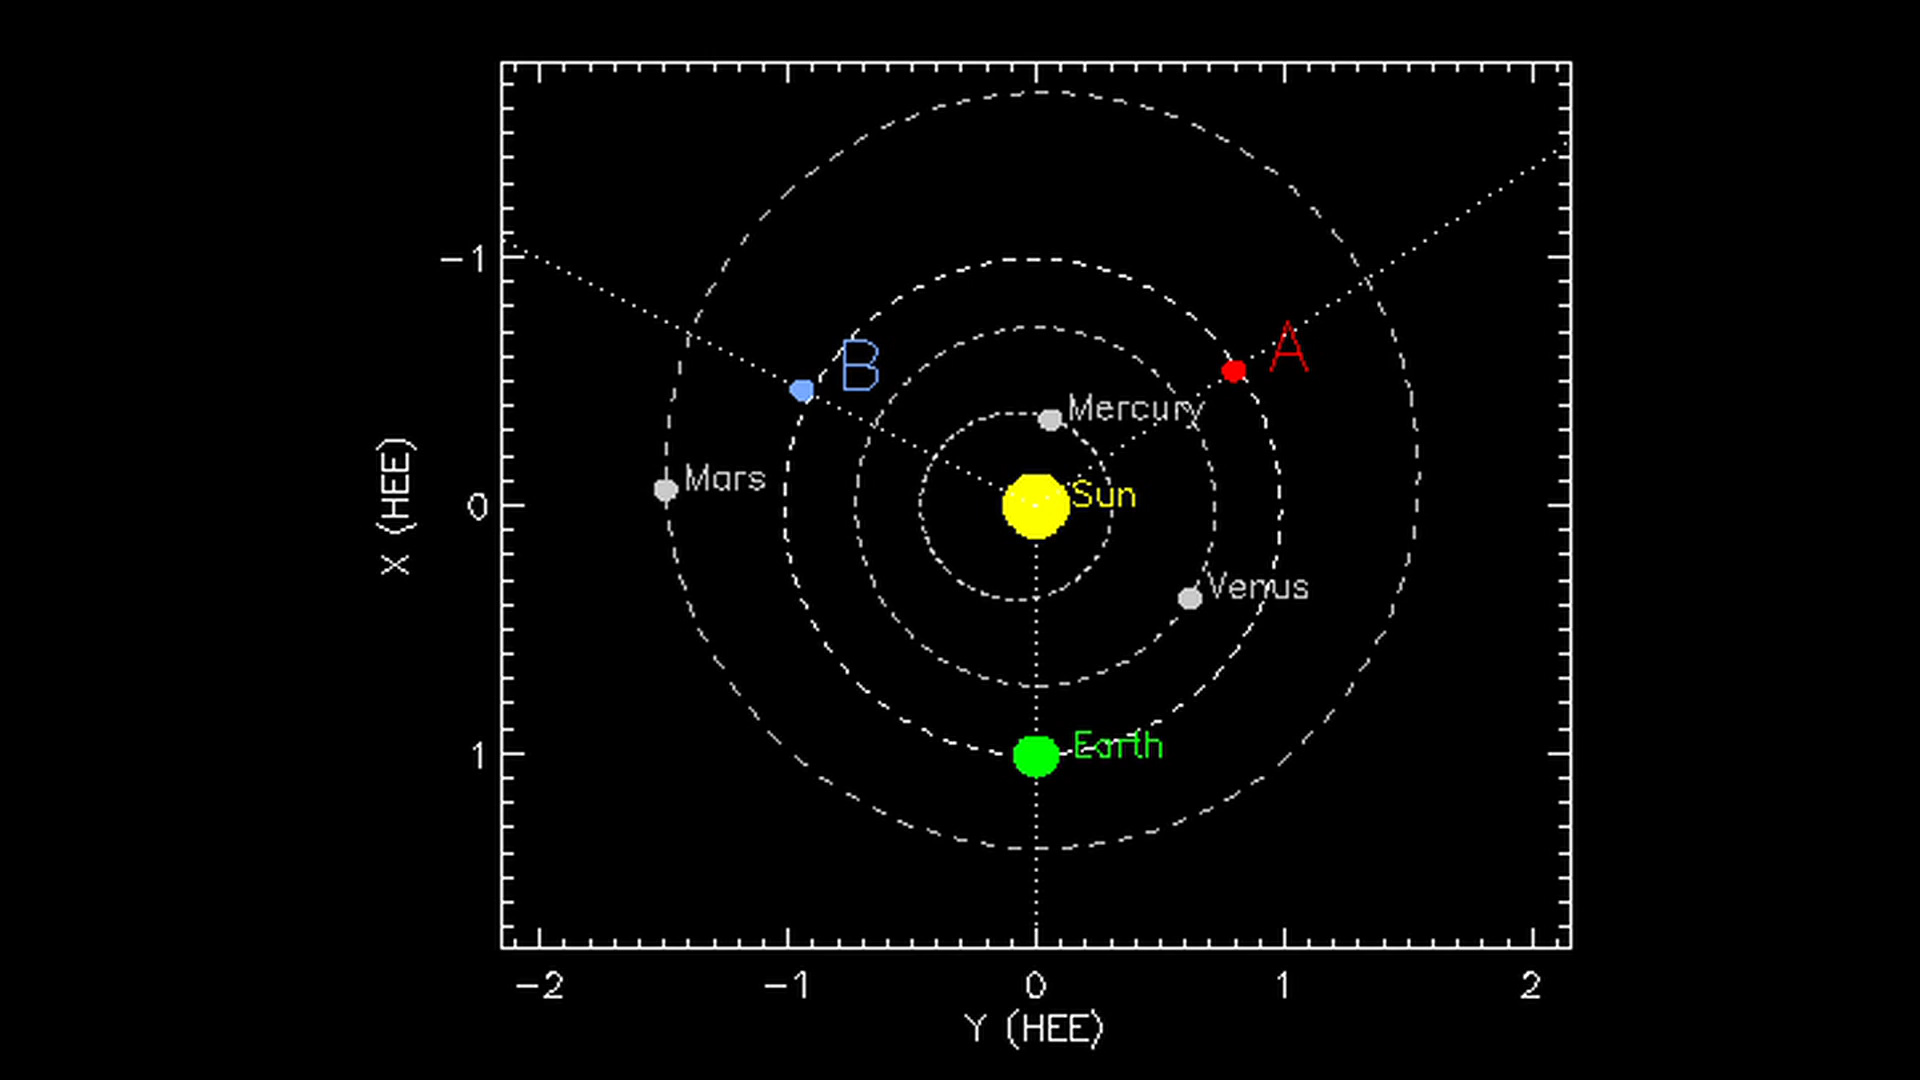 −1
B
A
Mercury
Mars
Sun
0
X (HEE)
Venus
Earth
1
−2 −1 0 1 2
Y (HEE)